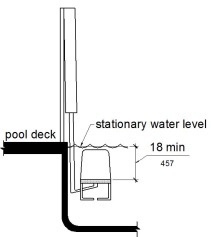 stationary water level
pool deck
18 min
457